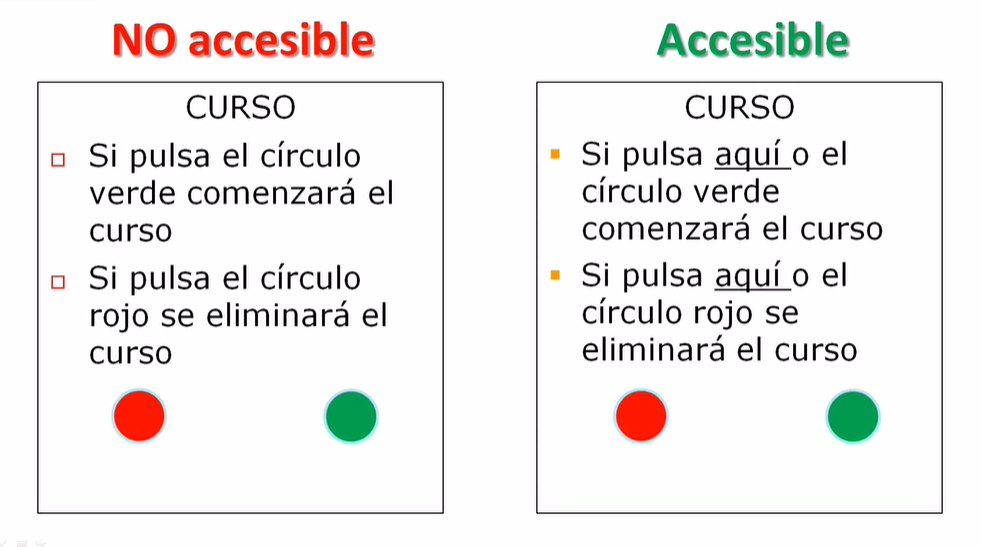 NO accesible
CURSO
Si pulsa el círculo
verde comenzará el
curso
Si pulsa el círculo
rojo se eliminará el
curso
Accesible
CURSO
Si pulsa aquí o el
círculo verde
comenzará el curso
Si pulsa aquí o el
círculo rojo se
eliminará el curso